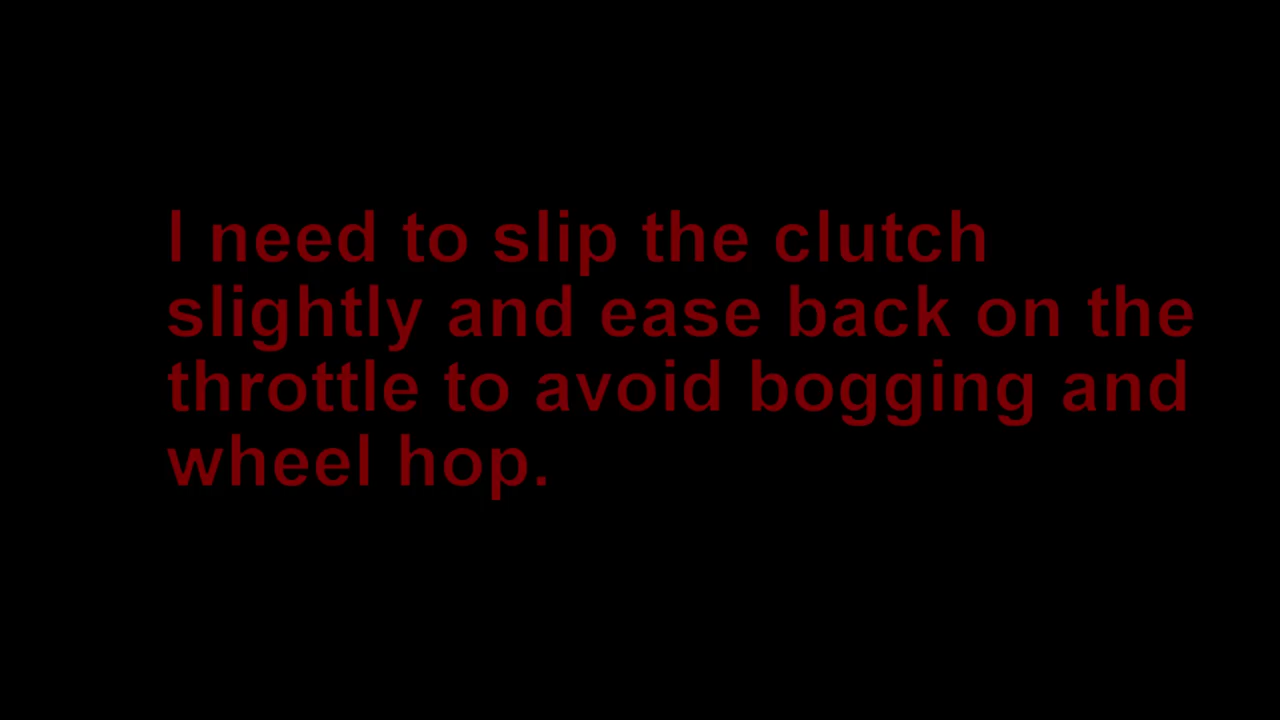 I need to slip the clutch
slightly and ease back on the
throttle to avoid bogging and
wheel hop.